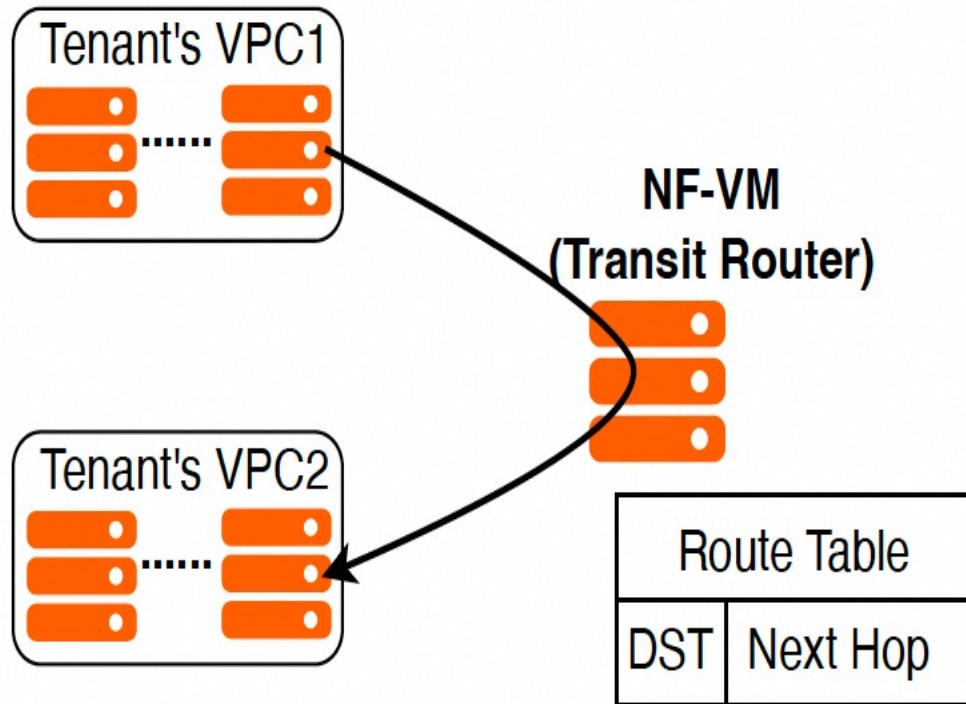 Tenant's VPC1
NF-VM
(Transit Router)
Tenant's VPC2
Route Table
DST Next Hop